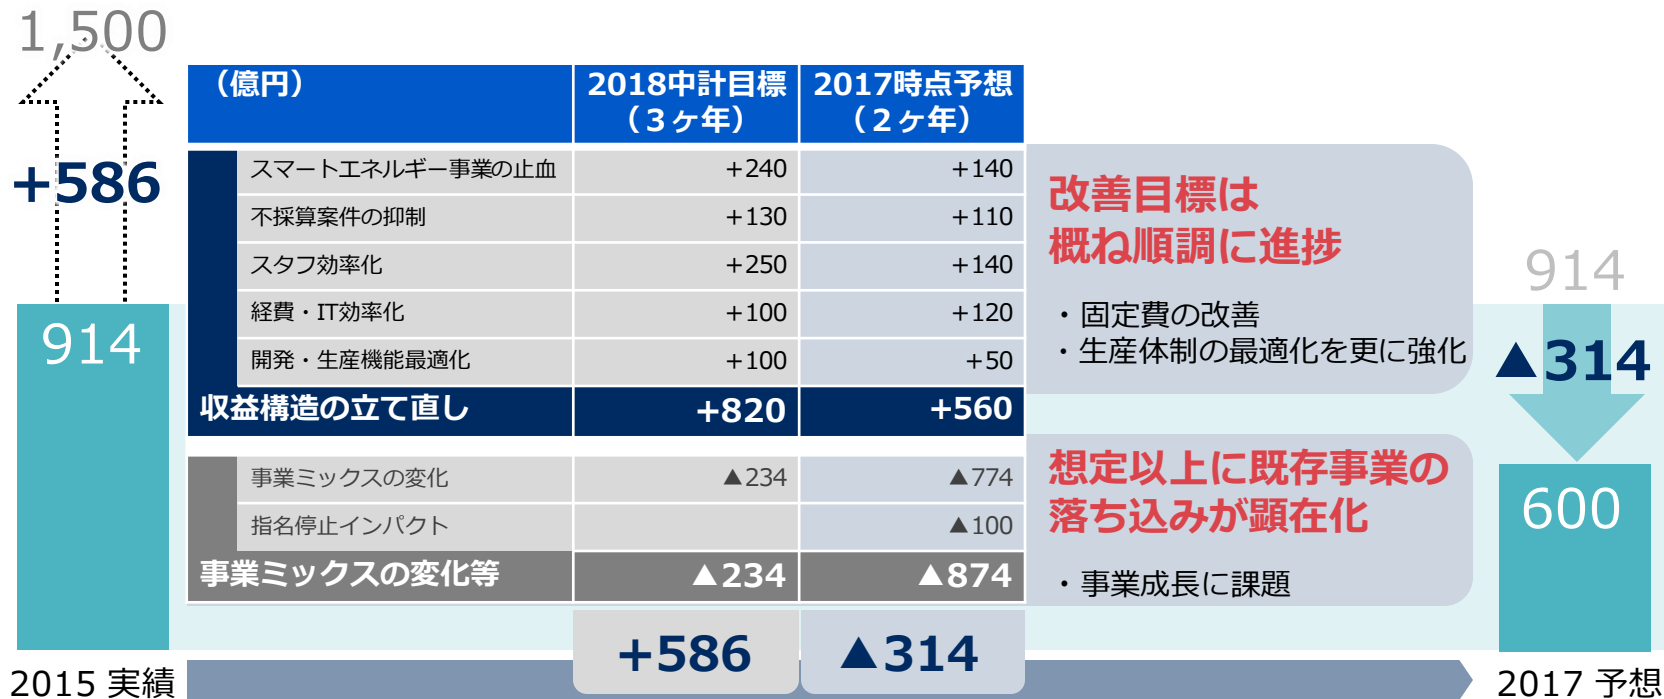 1,500
+586
914
2015 実績
（億円） 2018中計目標 2017時点予想
（３ヶ年） （２ヶ年）
スマートエネルギー事業の止血 +240 +140
不採算案件の抑制 +130 +110
スタフ効率化 +250 +140
経費・IT効率化 +100 +120
開発・生産機能最適化 +100 +50
収益構造の立て直し +820 +560
事業ミックスの変化 ▲234 ▲774
指名停止インパクト ▲100
事業ミックスの変化等 ▲234 ▲874
+586 ▲314
改善目標は
概ね順調に進捗
・固定費の改善
・生産体制の最適化を更に強化
想定以上に既存事業の
落ち込みが顕在化
・事業成長に課題
914
▲314
600
2017 予想